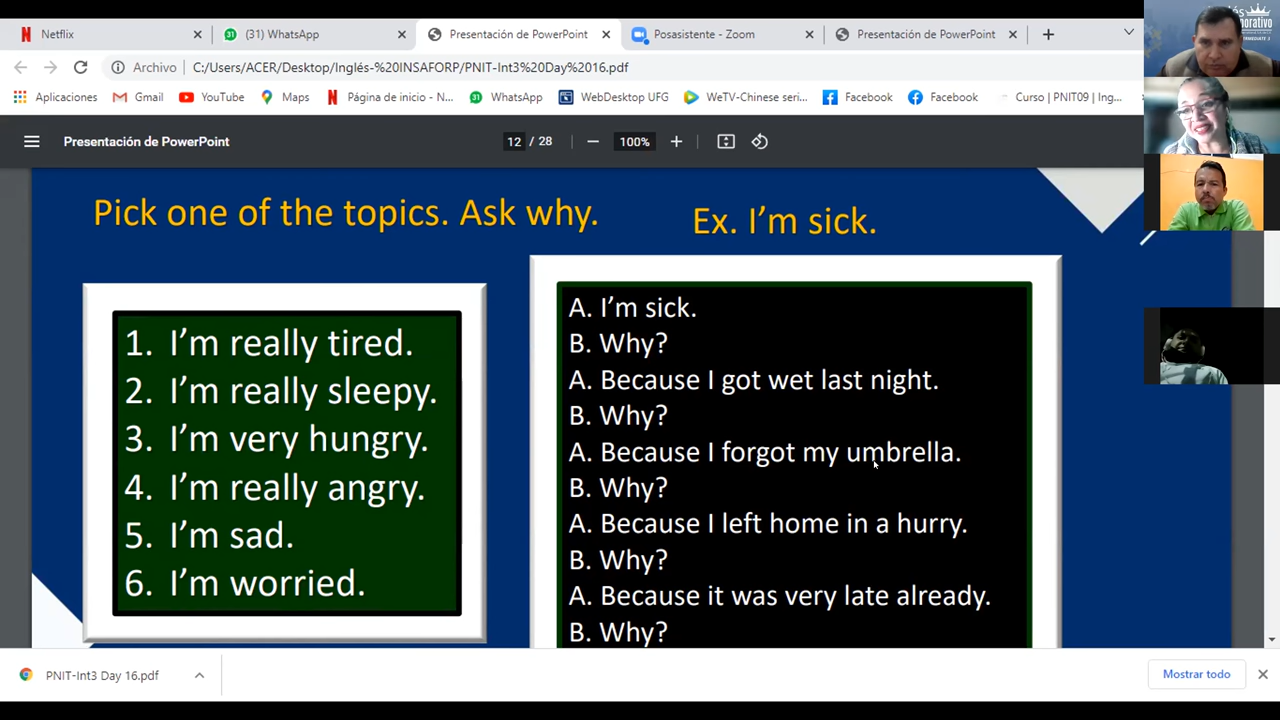 Netflix
(31) WhatsApp
Presentación de PowerPoint
Posasistente - Zoom
Presentación de PowerPoint
Archivo
C:/Users/ACER/Desktop/Inglés-%20INSAFORP/PNIT-Int3%20Day%2016.pdf
Aplicaciones
Gmail
YouTube
Maps
Página de inicio - N...
WhatsApp
WebDesktop UFG
WeTV-Chinese seri...
Facebook
Facebook
Curso | PNIT09 | Ing...
Presentación de PowerPoint
12 / 28
100%
Pick one of the topics. Ask why.
Ex. I'm sick.
1. I'm really tired.
2. I'm really sleepy.
3. I'm very hungry.
4. I'm really angry.
5. I'm sad.
6. I'm worried.
A. I'm sick.
B. Why?
A. Because I got wet last night.
B. Why?
A. Because I forgot my umbrella.
B. Why?
A. Because I left home in a hurry.
B. Why?
A. Because it was very late already.
B. Why?
PNIT-Int3 Day 16.pdf
Mostrar todo